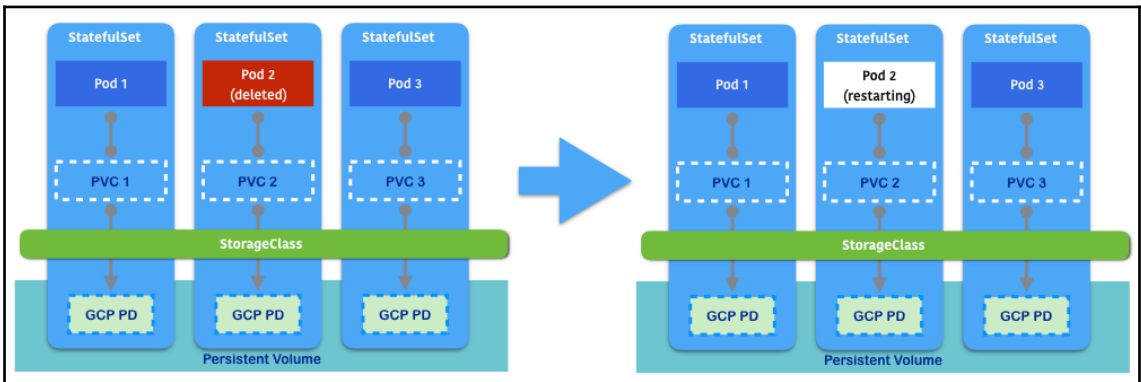 StatefulSet StatefulSet StatefulSet
Pod 1
Pod 2
(deleted)
Pod 3
PVC 1 PVC 2 PVC 3
StorageClass
GCP PD GCP PD GCP PD
Persistent Volume
StatefulSet StatefulSet StatefulSet
Pod 1
Pod 2
(restarting)
Pod 3
PVC 1 PVC 2 PVC 3
StorageClass
GCP PD GCP PD GCP PD
Persistent Volume